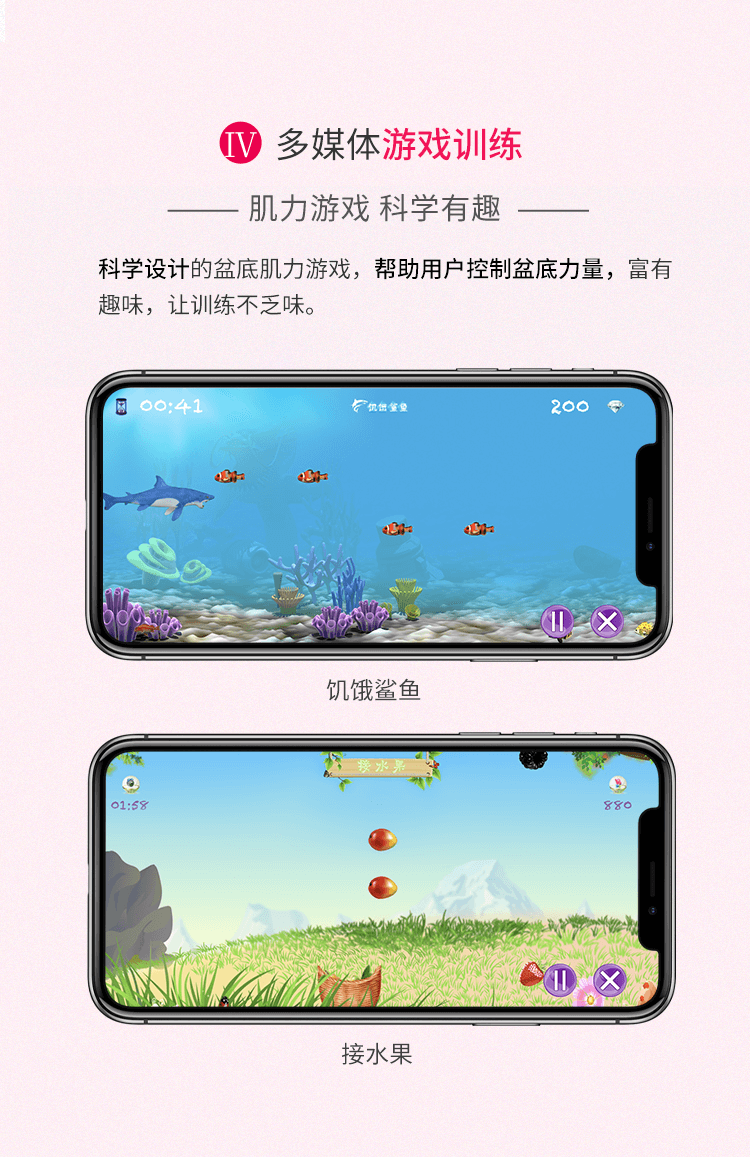 IV 多媒体游戏训练
肌力游戏 科学有趣
科学设计的盆底肌力游戏，帮助用户控制盆底力量，富有
趣味，让训练不乏味。
00:41 饥饿鲨鱼 200
饥饿鲨鱼
接水果
01:58 880
接水果